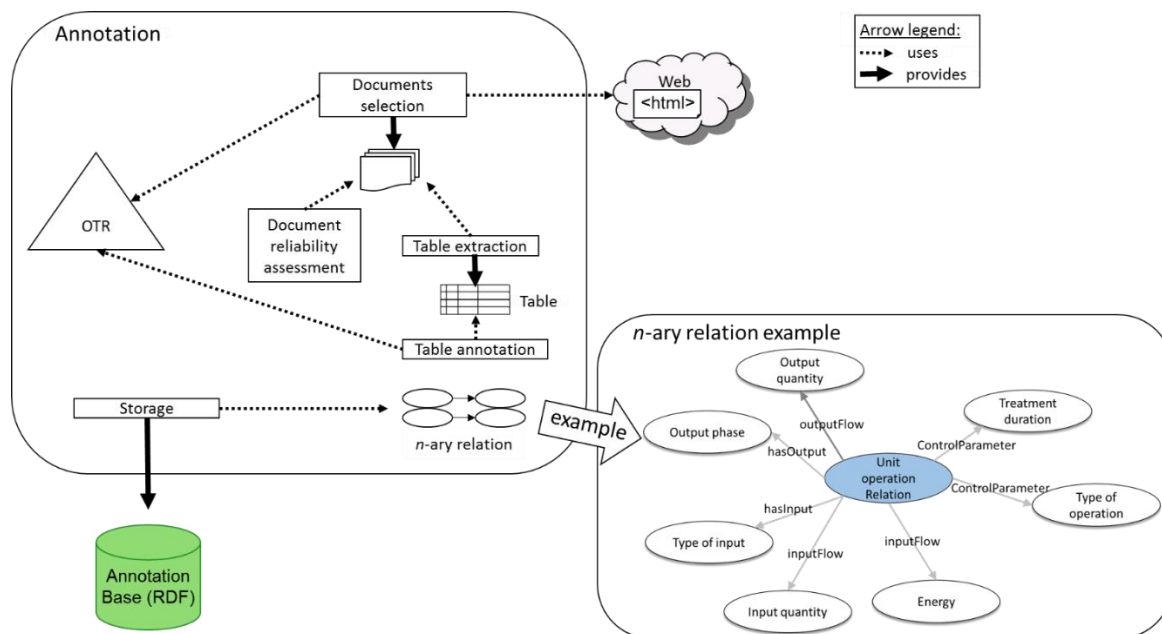 Annotation
Arrow legend:
uses
provides
Documents
selection
Web
<html>
OTR
Document
reliability
assessment
Table extraction
Table
Table annotation
Storage
n-ary relation
example
Annotation
Base (RDF)
n-ary relation example
Output
quantity
Treatment
duration
outputFlow
Output phase
ControlParameter
hasOutput
Unit
operation
Relation
ControlParameter
Type of
operation
hasInput
Type of input
inputFlow
inputFlow
Input quantity
Energy